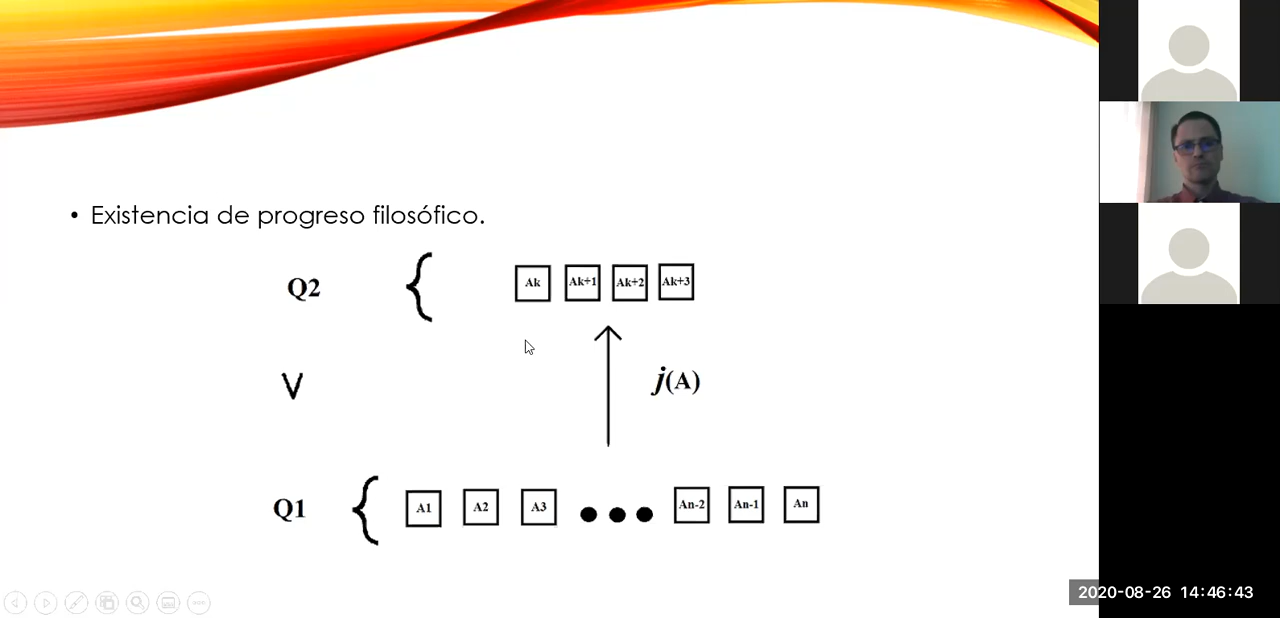 • Existencia de progreso filosófico.
Q2 { Ak Ak+1 Ak+2 Ak+3
V j(A)
Q1 { A1 A2 A3 ••• An-2 An-1 An
2020-08-26 14:46:43